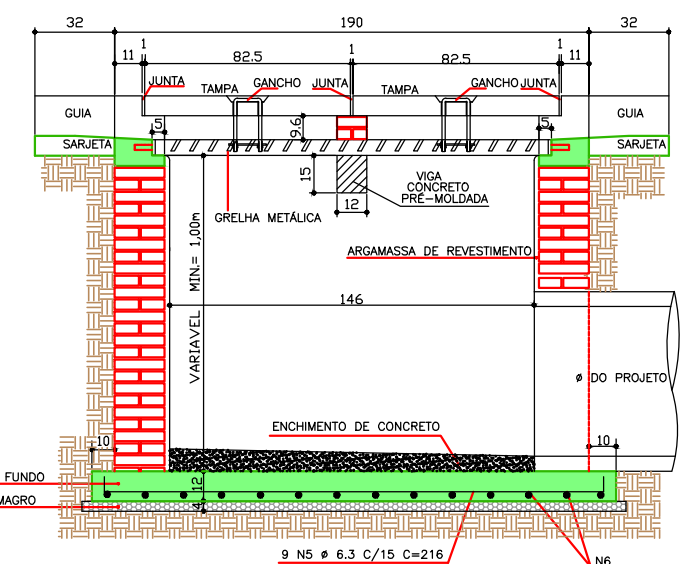 32
190
32
11
1
82.5
1
82.5
1
11
JUNTA
TAMPA
GANCHO
JUNTA
TAMPA
GANCHO
JUNTA
GUIA
GUIA
5
9.6
5
SARJETA
SARJETA
15
VIGA
CONCRETO
PRÉ-MOLDADA
12
GRELHA METÁLICA
ARGAMASSA DE REVESTIMENTO
VARIAVEL MIN.= 1,00m
146
ø DO PROJETO
ENCHIMENTO DE CONCRETO
10
10
FUNDO
12
MAGRO
4
9 N5 ø 6.3 C/15 C=216
N6